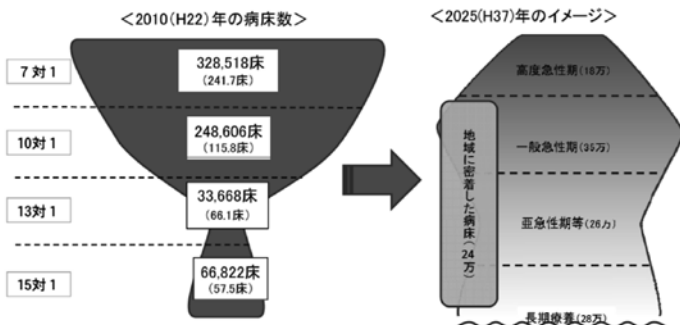 <2010(H22)年の病床数>
7対1
328,518床
(241.7床)
10対1
248,606床
(115.8床)
13対1
33,668床
(66.1床)
15対1
66,822床
(57.5床)
<2025(H37)年のイメージ>
高度急性期(18万)
一般急性期(35万)
亜急性期等(26万)
長期療養(28万)
地域に密着した病床(24万)